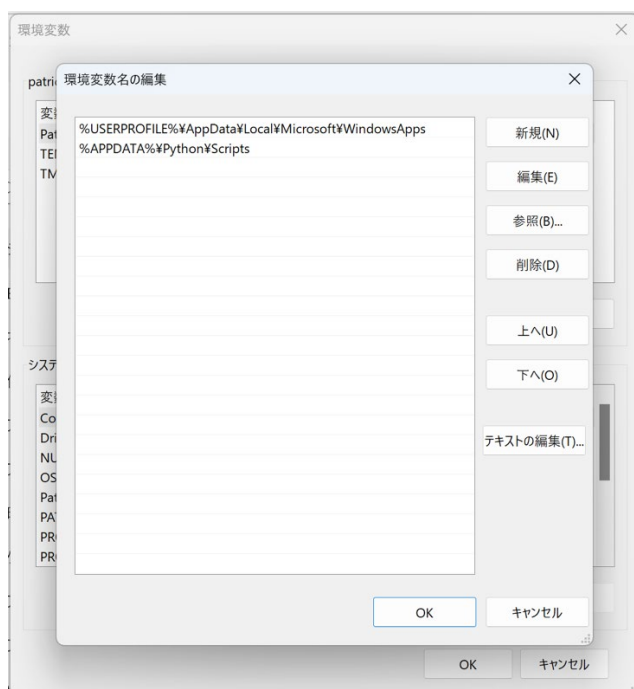 環境変数
環境変数名の編集
%USERPROFILE%¥AppData¥Local¥Microsoft¥WindowsApps
%APPDATA%¥Python¥Scripts
新規(N)
編集(E)
参照(B)...
削除(D)
上へ(U)
下へ(O)
テキストの編集(T)...
OK
キャンセル
patri
変
Pat
TE
TM
システ
変
Co
Dri
NU
OS
Pat
PA
PR
PR
OK
キャンセル